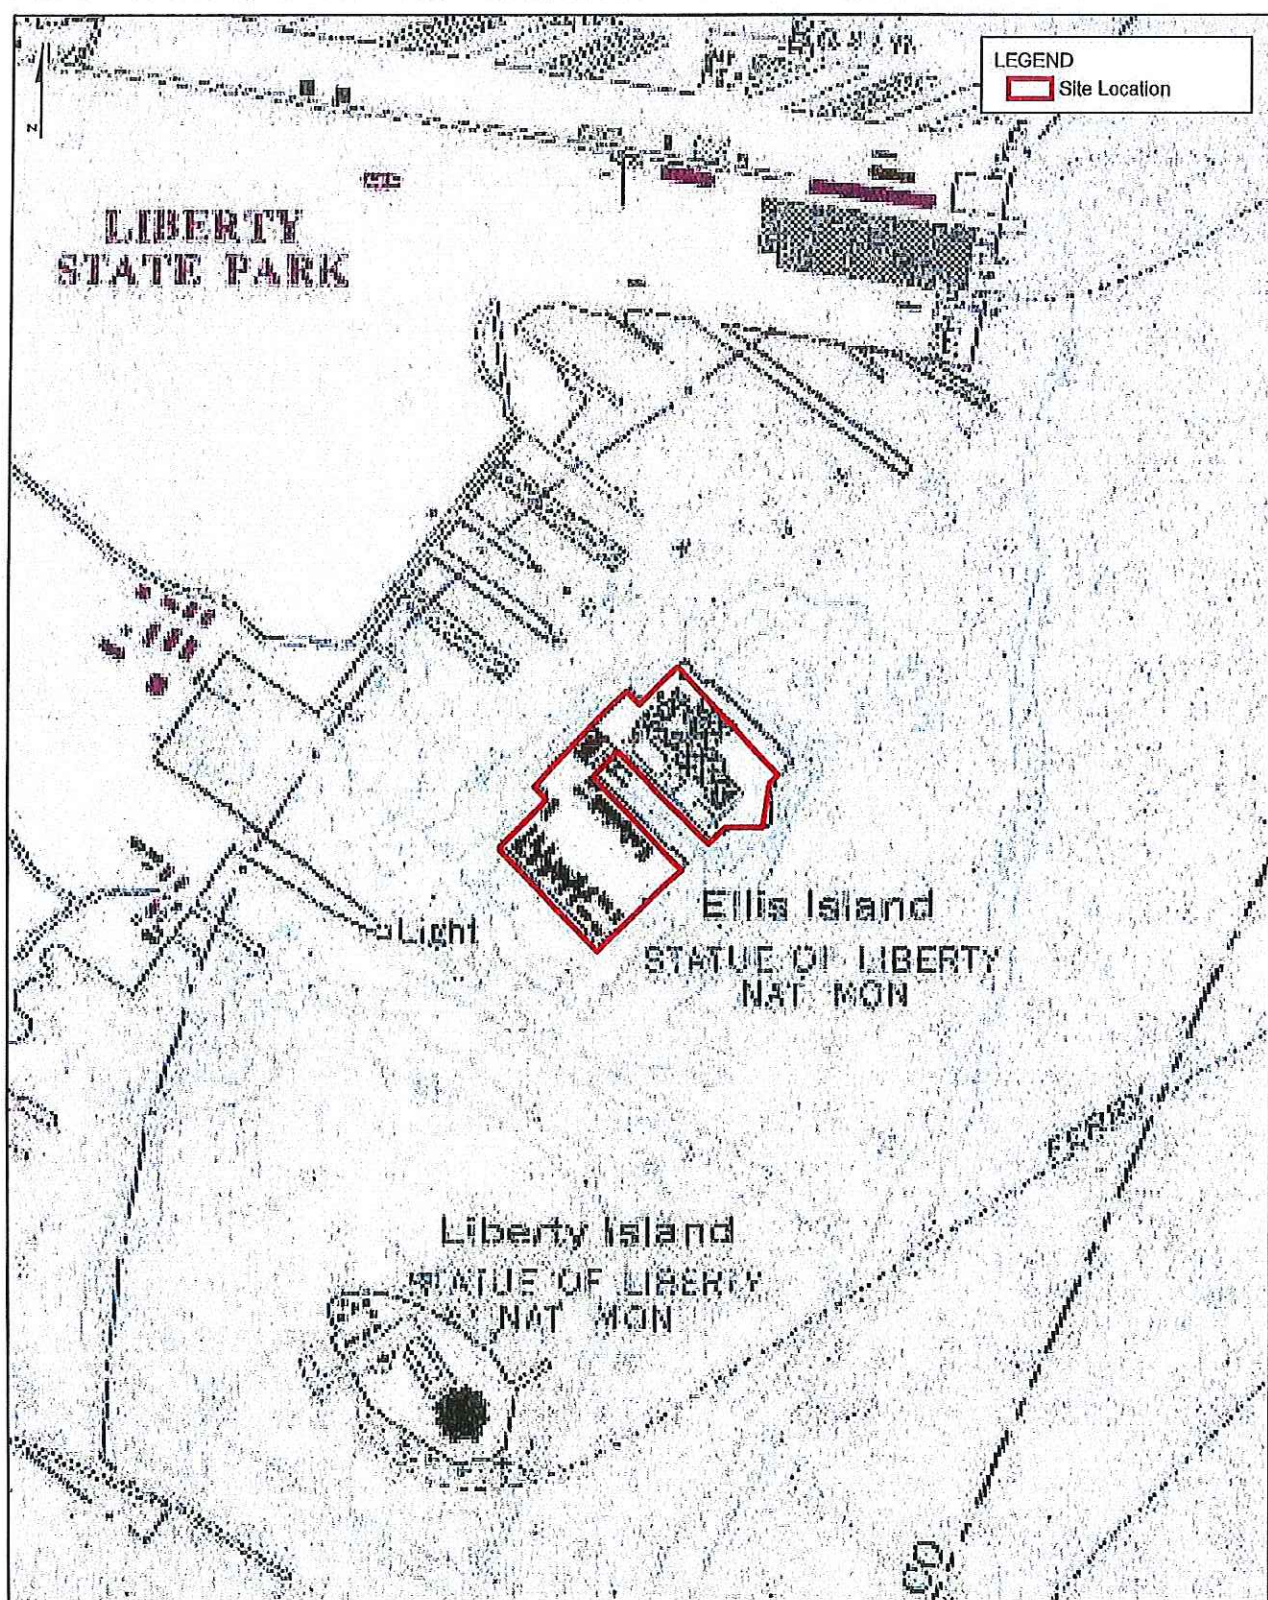 LEGEND
Site Location
N
LIBERTY
STATE PARK
Ellis Island
STATUE OF LIBERTY
NAT MON
Light
FERRY
Liberty Island
STATUE OF LIBERTY
NAT MON